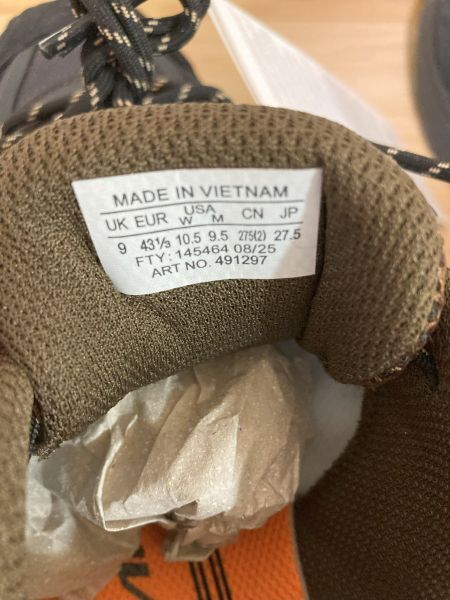 MADE IN VIETNAM
UK EUR USA W M CN JP
9 43⅓ 10.5 9.5 275(2) 27.5
FTY: 145464 08/25
ART NO. 491297